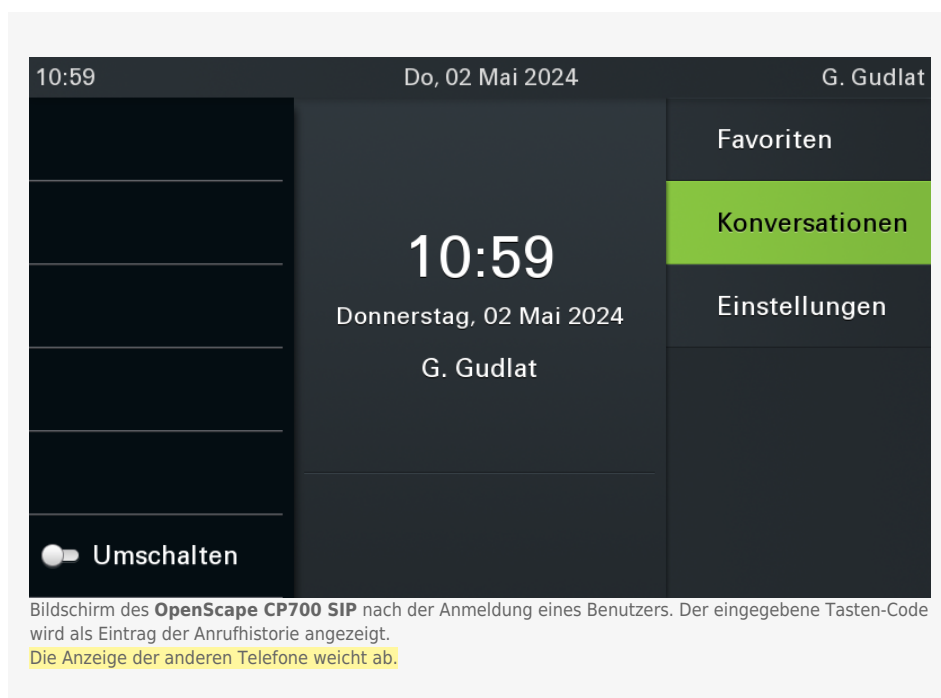 10:59 Do, 02 Mai 2024 G. Gudlat
Favoriten
Konversationen
Einstellungen
10:59
Donnerstag, 02 Mai 2024
G. Gudlat
Umschalten
Bildschirm des OpenScape CP700 SIP nach der Anmeldung eines Benutzers. Der eingegebene Tasten-Code
wird als Eintrag der Anrufhistorie angezeigt.
Die Anzeige der anderen Telefone weicht ab.